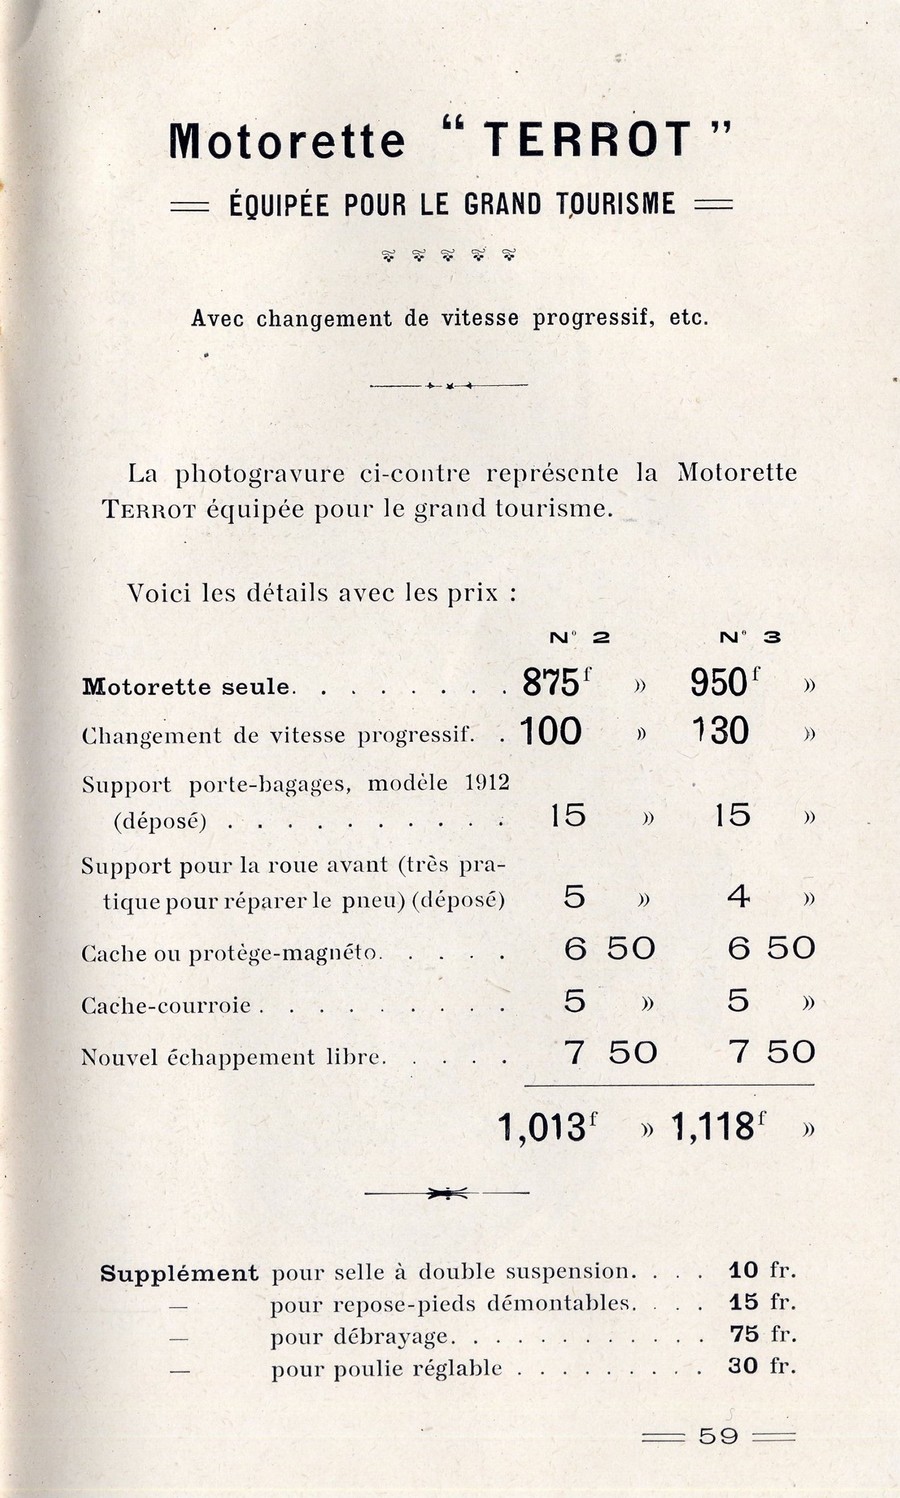 Motorette “ TERROT ”
ÉQUIPÉE POUR LE GRAND TOURISME
Avec changement de vitesse progressif, etc.
La photogravure ci-contre représente la Motorette
TERROT équipée pour le grand tourisme.
Voici les détails avec les prix :
N° 2 N° 3
Motorette seule. . . . . . . . 875f » 950f »
Changement de vitesse progressif. . 100 » 130 »
Support porte-bagages, modèle 1912
(déposé) . . . . . . . . . . 15 » 15 »
Support pour la roue avant (très pra-
tique pour réparer le pneu) (déposé) 5 » 4 »
Cache ou protège-magnéto. . . . . 6 50 6 50
Cache-courroie . . . . . . . . . 5 » 5 »
Nouvel échappement libre. . . . . 7 50 7 50
1,013f » 1,118f »
Supplément pour selle à double suspension. . . . 10 fr.
— pour repose-pieds démontables. . . . 15 fr.
— pour débrayage. . . . . . . . . . . . 75 fr.
— pour poulie réglable . . . . . . . . . 30 fr.
59